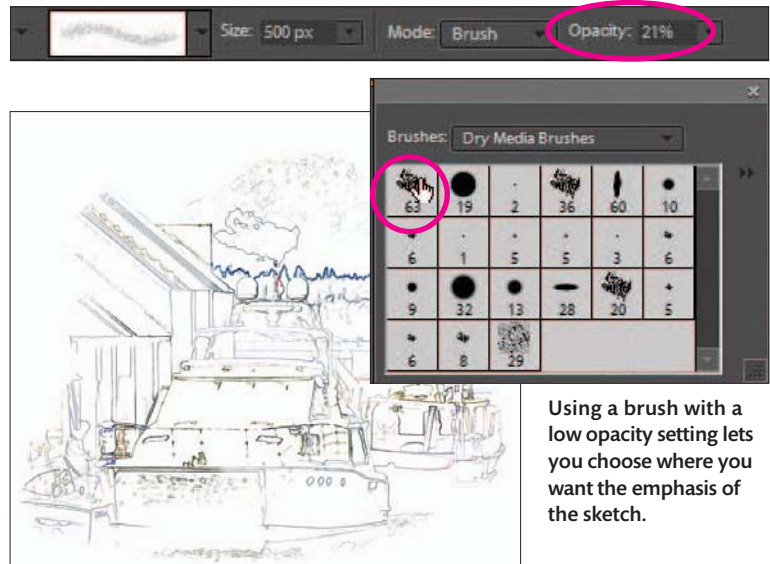 Size: 500 px Mode: Brush Opacity: 21%
Brushes: Dry Media Brushes
63 19 2 36 60 10
6 1 5 5 3 6
9 32 13 28 20 5
6 8 29
Using a brush with a
low opacity setting lets
you choose where you
want the emphasis of
the sketch.